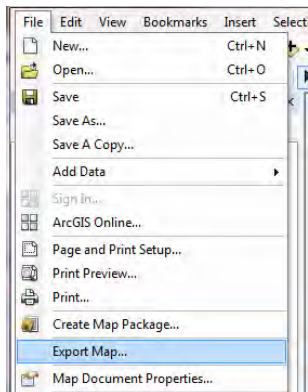 File Edit View Bookmarks Insert Select
New... Ctrl+N
Open... Ctrl+O
Save Ctrl+S
Save As...
Save A Copy...
Add Data
Sign In...
ArcGIS Online...
Page and Print Setup...
Print Preview...
Print...
Create Map Package...
Export Map...
Map Document Properties...